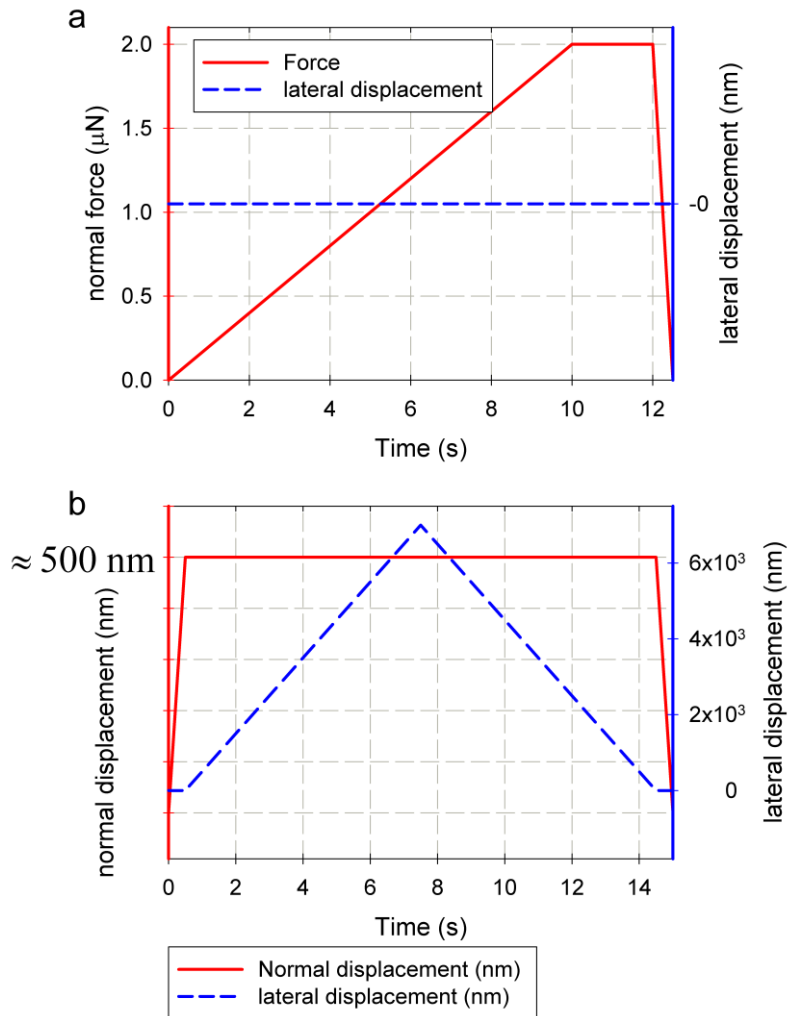 a
Force
lateral displacement
normal force (µN)
2.0
1.5
1.0
0.5
0.0
-0
lateral displacement (nm)
0 2 4 6 8 10 12
Time (s)
b
≈ 500 nm
normal displacement (nm)
6x10³
4x10³
2x10³
0
lateral displacement (nm)
0 2 4 6 8 10 12 14
Time (s)
Normal displacement (nm)
lateral displacement (nm)